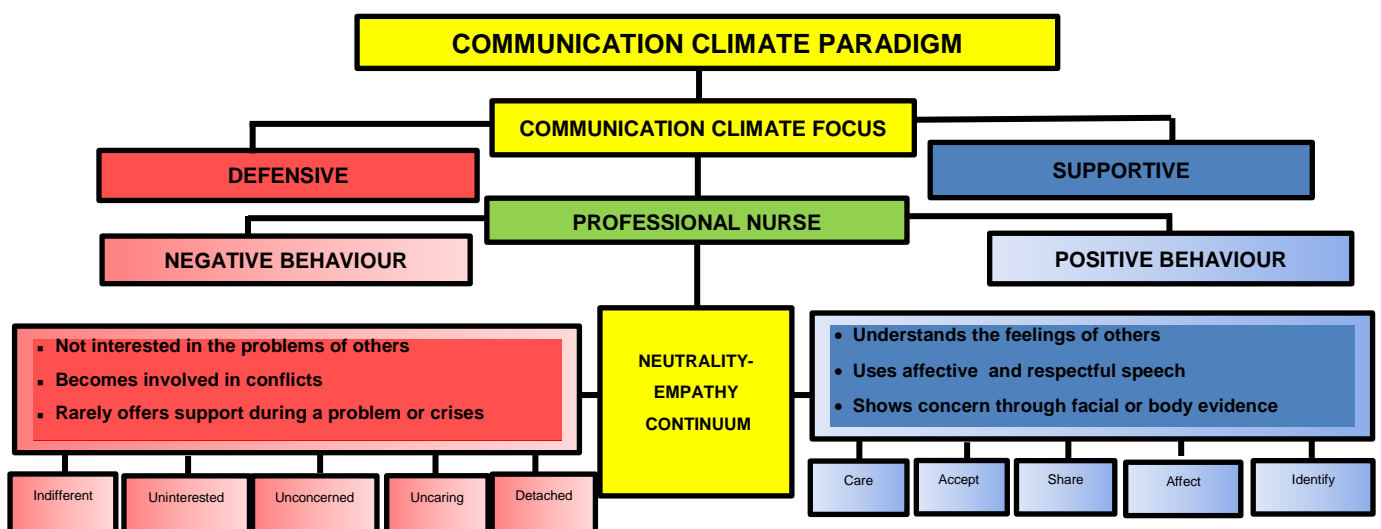 COMMUNICATION CLIMATE PARADIGM
COMMUNICATION CLIMATE FOCUS
DEFENSIVE
SUPPORTIVE
PROFESSIONAL NURSE
NEGATIVE BEHAVIOUR
POSITIVE BEHAVIOUR
▪ Not interested in the problems of others
▪ Becomes involved in conflicts
▪ Rarely offers support during a problem or crises
NEUTRALITY-
EMPATHY
CONTINUUM
• Understands the feelings of others
• Uses affective and respectful speech
• Shows concern through facial or body evidence
Indifferent
Uninterested
Unconcerned
Uncaring
Detached
Care
Accept
Share
Affect
Identify